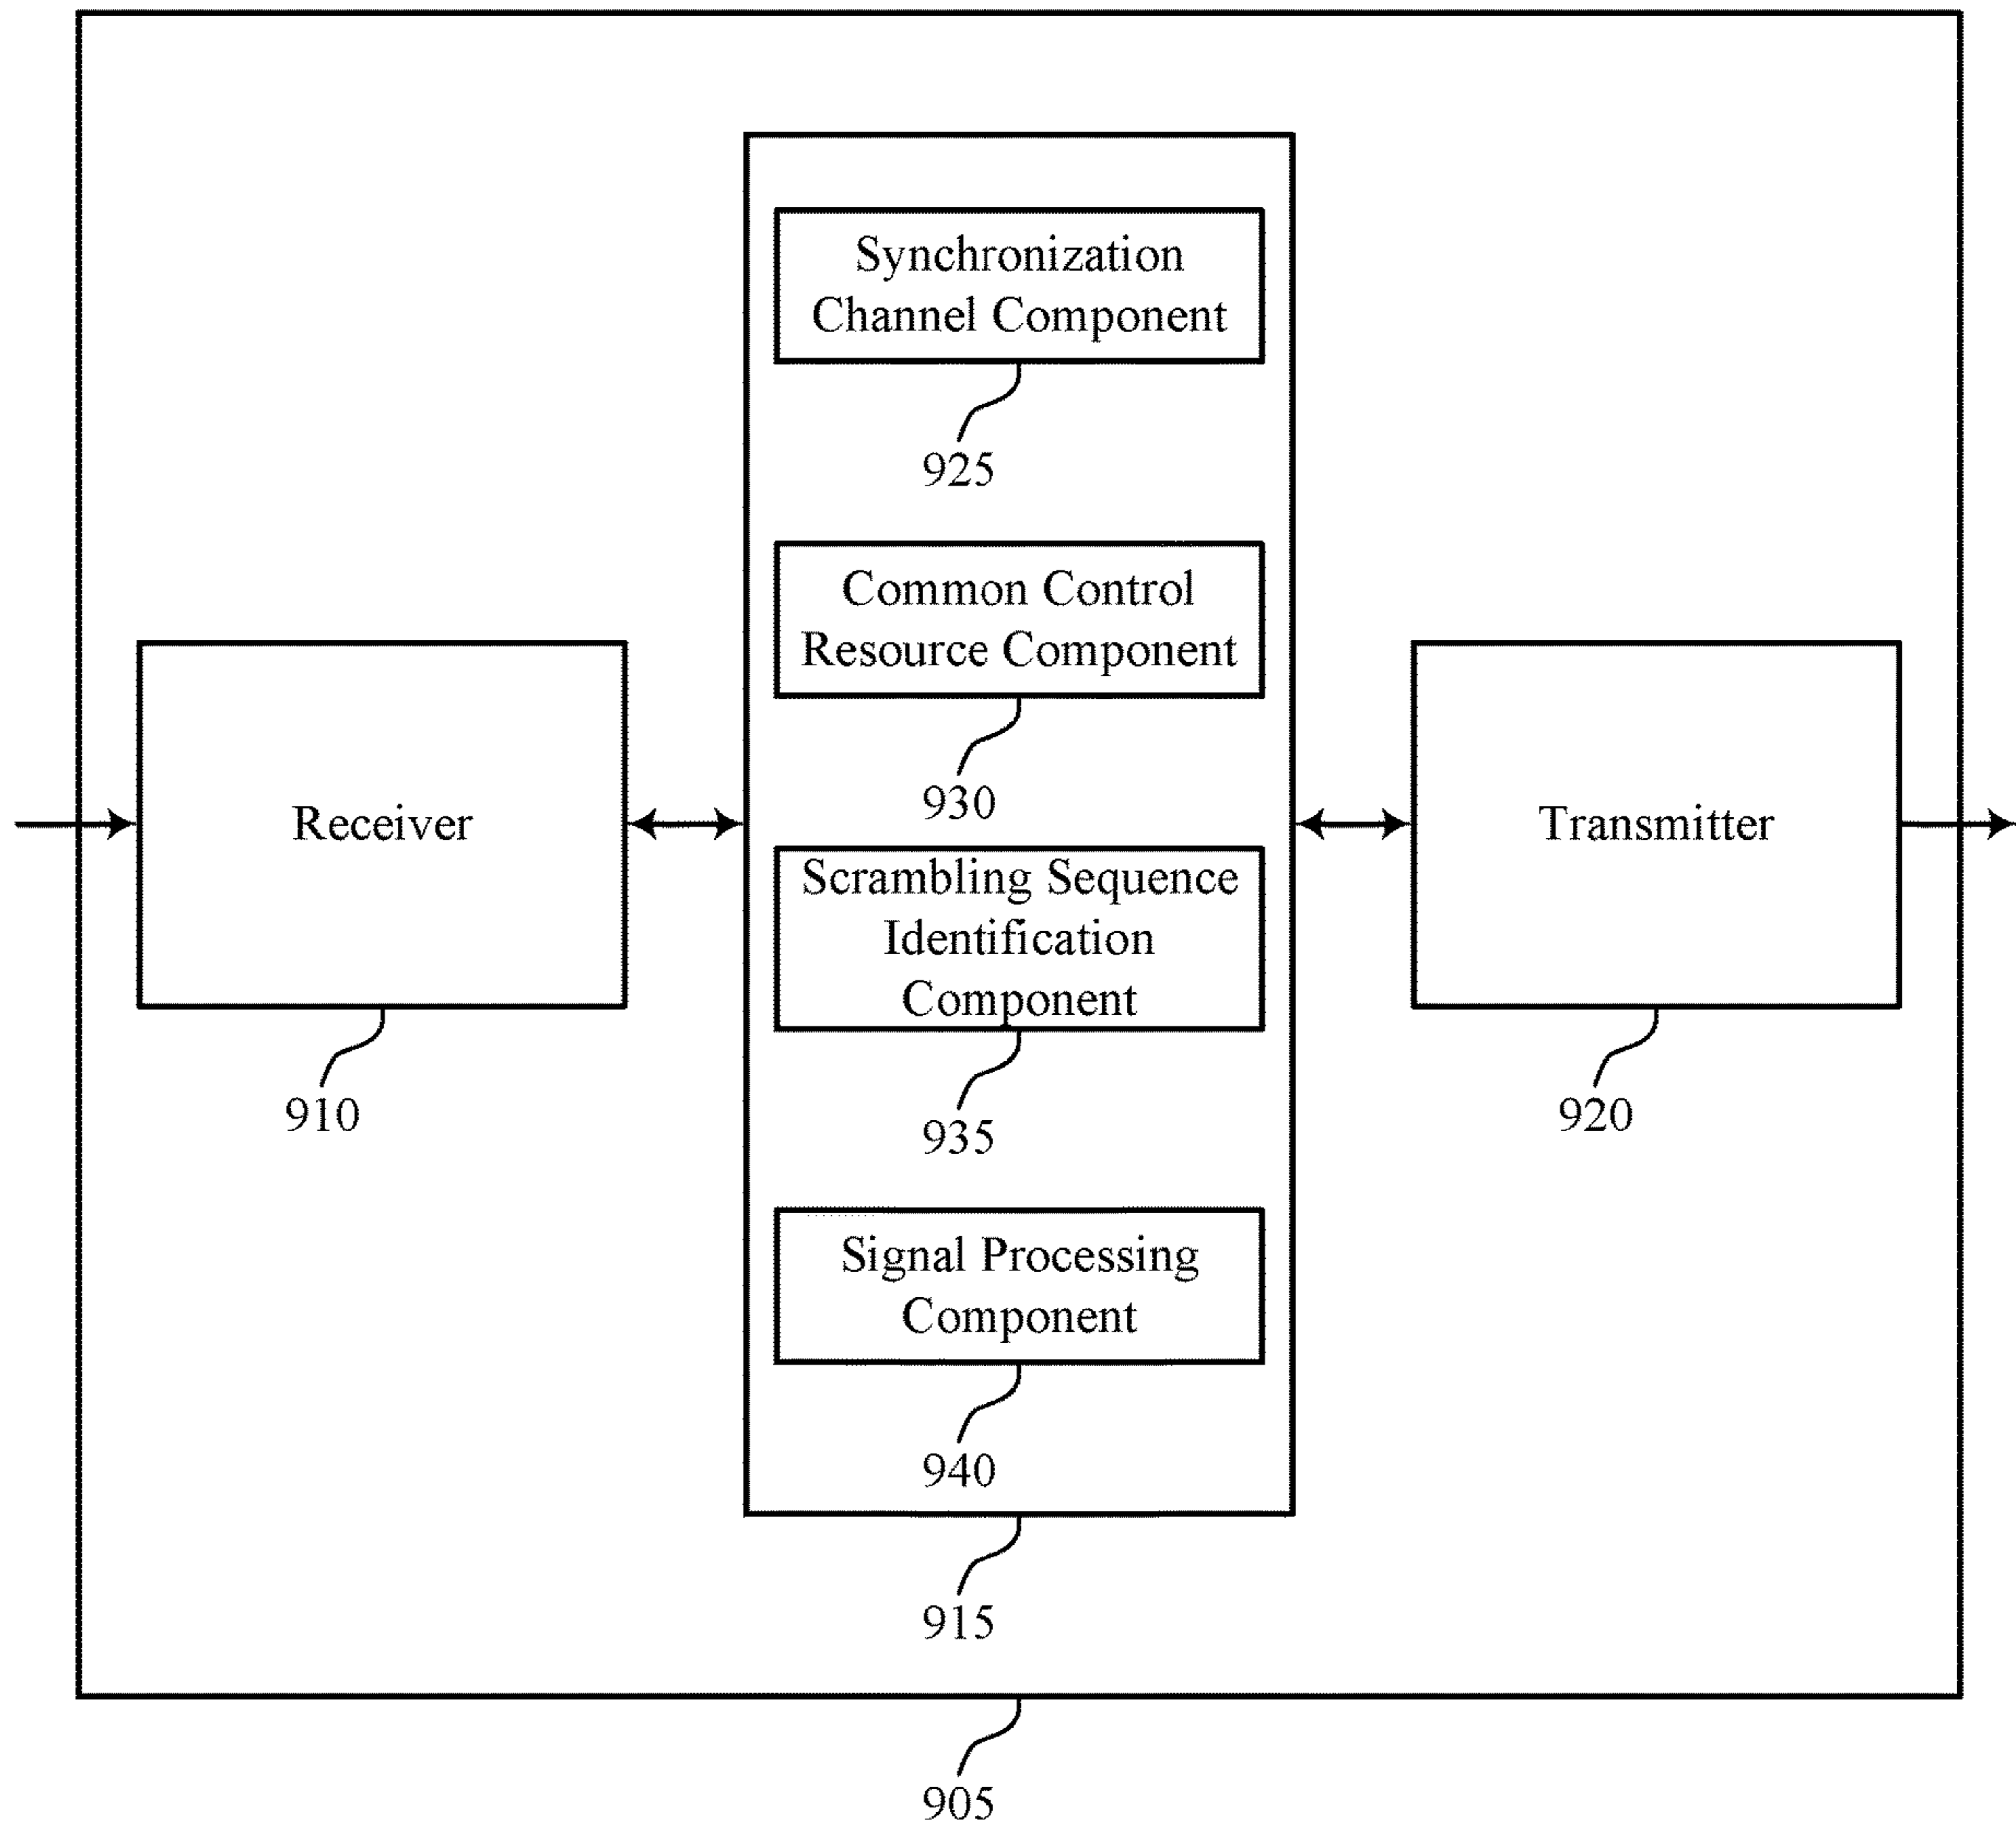 Synchronization
Channel Component
925
Common Control
Resource Component
930
Receiver
910
Scrambling Sequence
Identification
Component
935
Transmitter
920
Signal Processing
Component
940
915
905